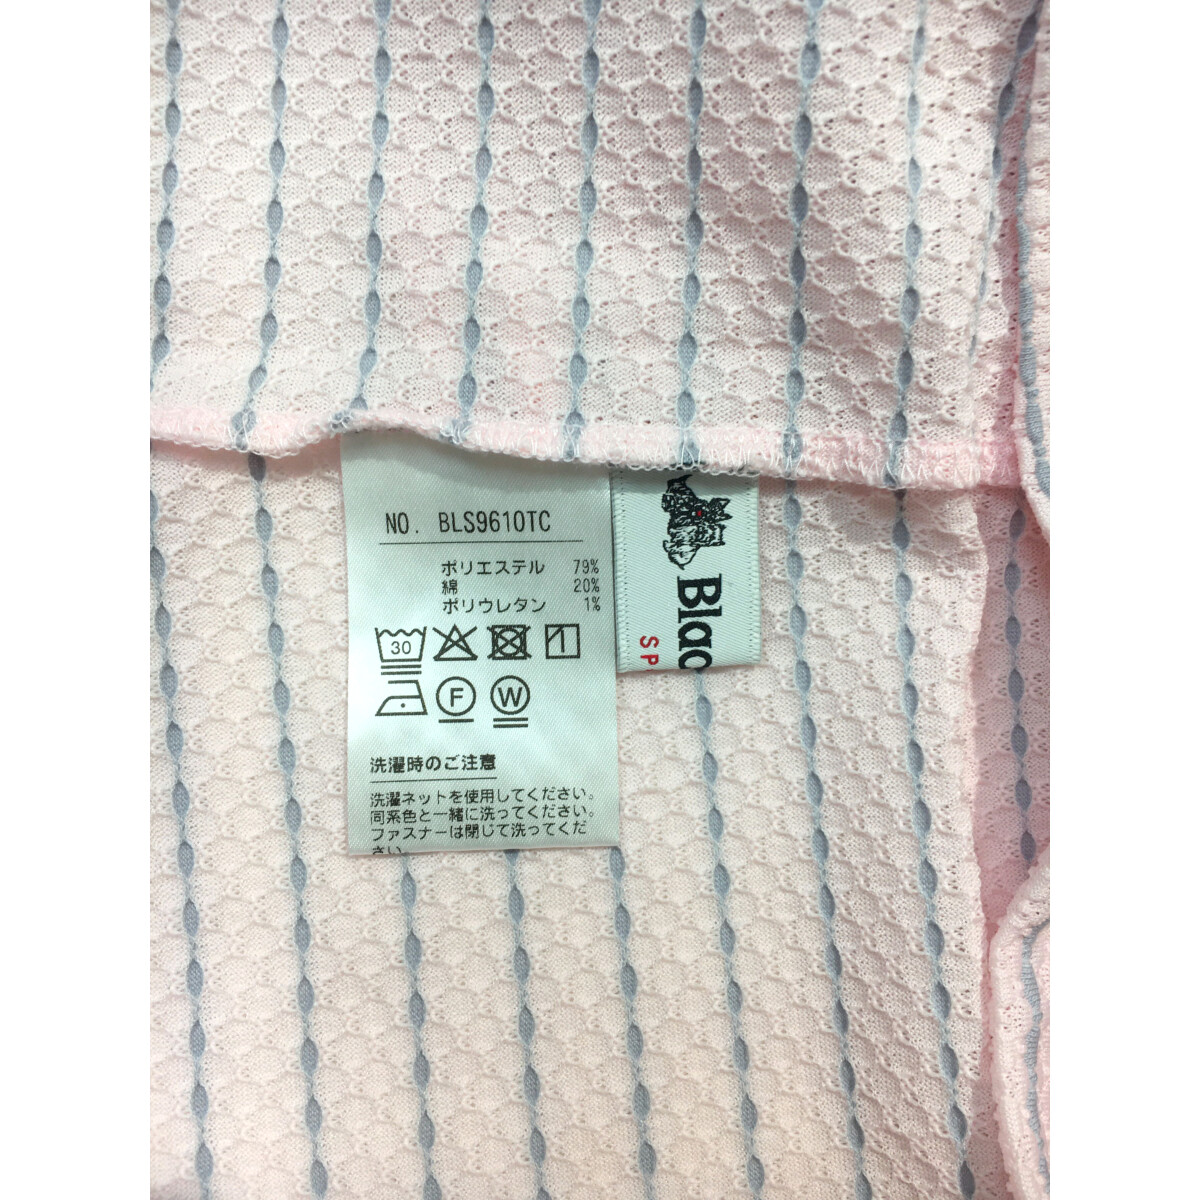 NO. BLS9610TC
ポリエステル 79%
綿 20%
ポリウレタン 1%
30
F W
洗濯時のご注意
洗濯ネットを使用してください。
同系色と一緒に洗ってください。
ファスナーは閉じて洗ってくだ
さい。
Blac
SP